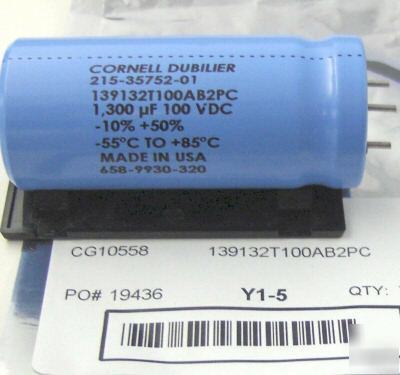 CORNELL DUBILIER
215-35752-01
139132T100AB2PC
1,300 µF 100 VDC
-10% +50%
-55°C TO +85°C
MADE IN USA
658-9930-320
CG10558 139132T100AB2PC
PO# 19436 Y1-5 QTY: